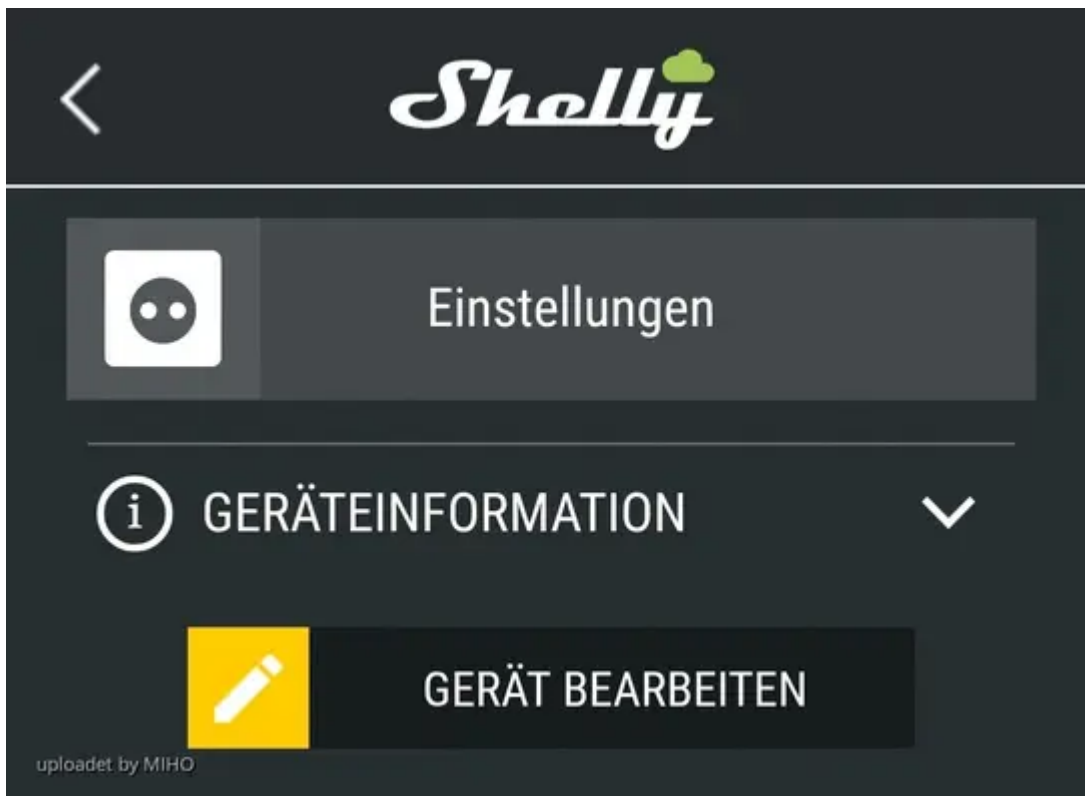 Shelly
Einstellungen
GERÄTEINFORMATION
GERÄT BEARBEITEN
uploadet by MIHO